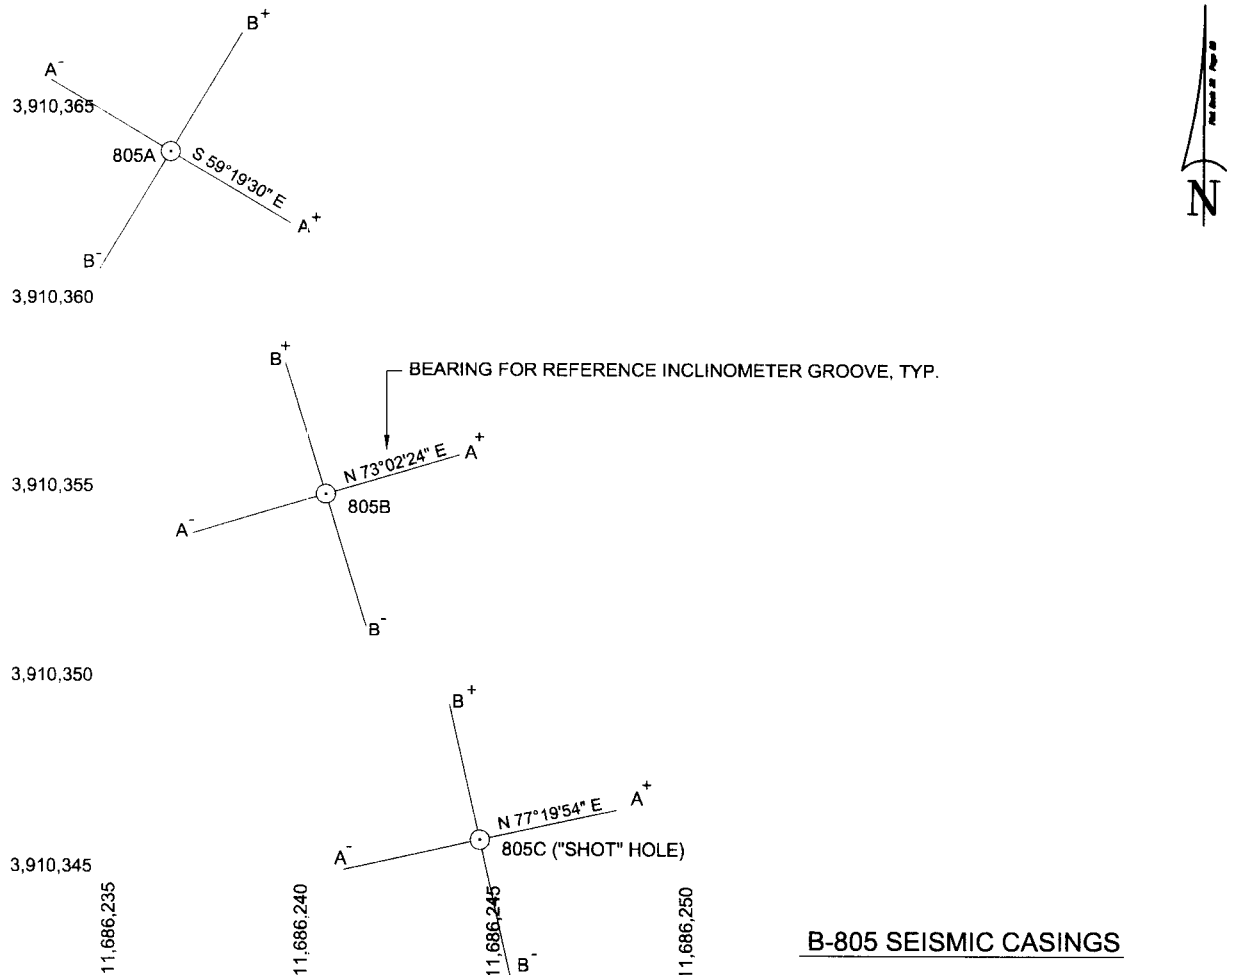 B+
A-
3,910,365
805A
S 59°19'30" E
A+
B-
N
3,910,360
B+
BEARING FOR REFERENCE INCLINOMETER GROOVE, TYP.
N 73°02'24" E
A+
3,910,355
805B
A-
B-
3,910,350
B+
N 77°19'54" E
A+
805C ("SHOT" HOLE)
A-
3,910,345
11,686,235
11,686,240
11,686,245
11,686,250
B-
B-805 SEISMIC CASINGS